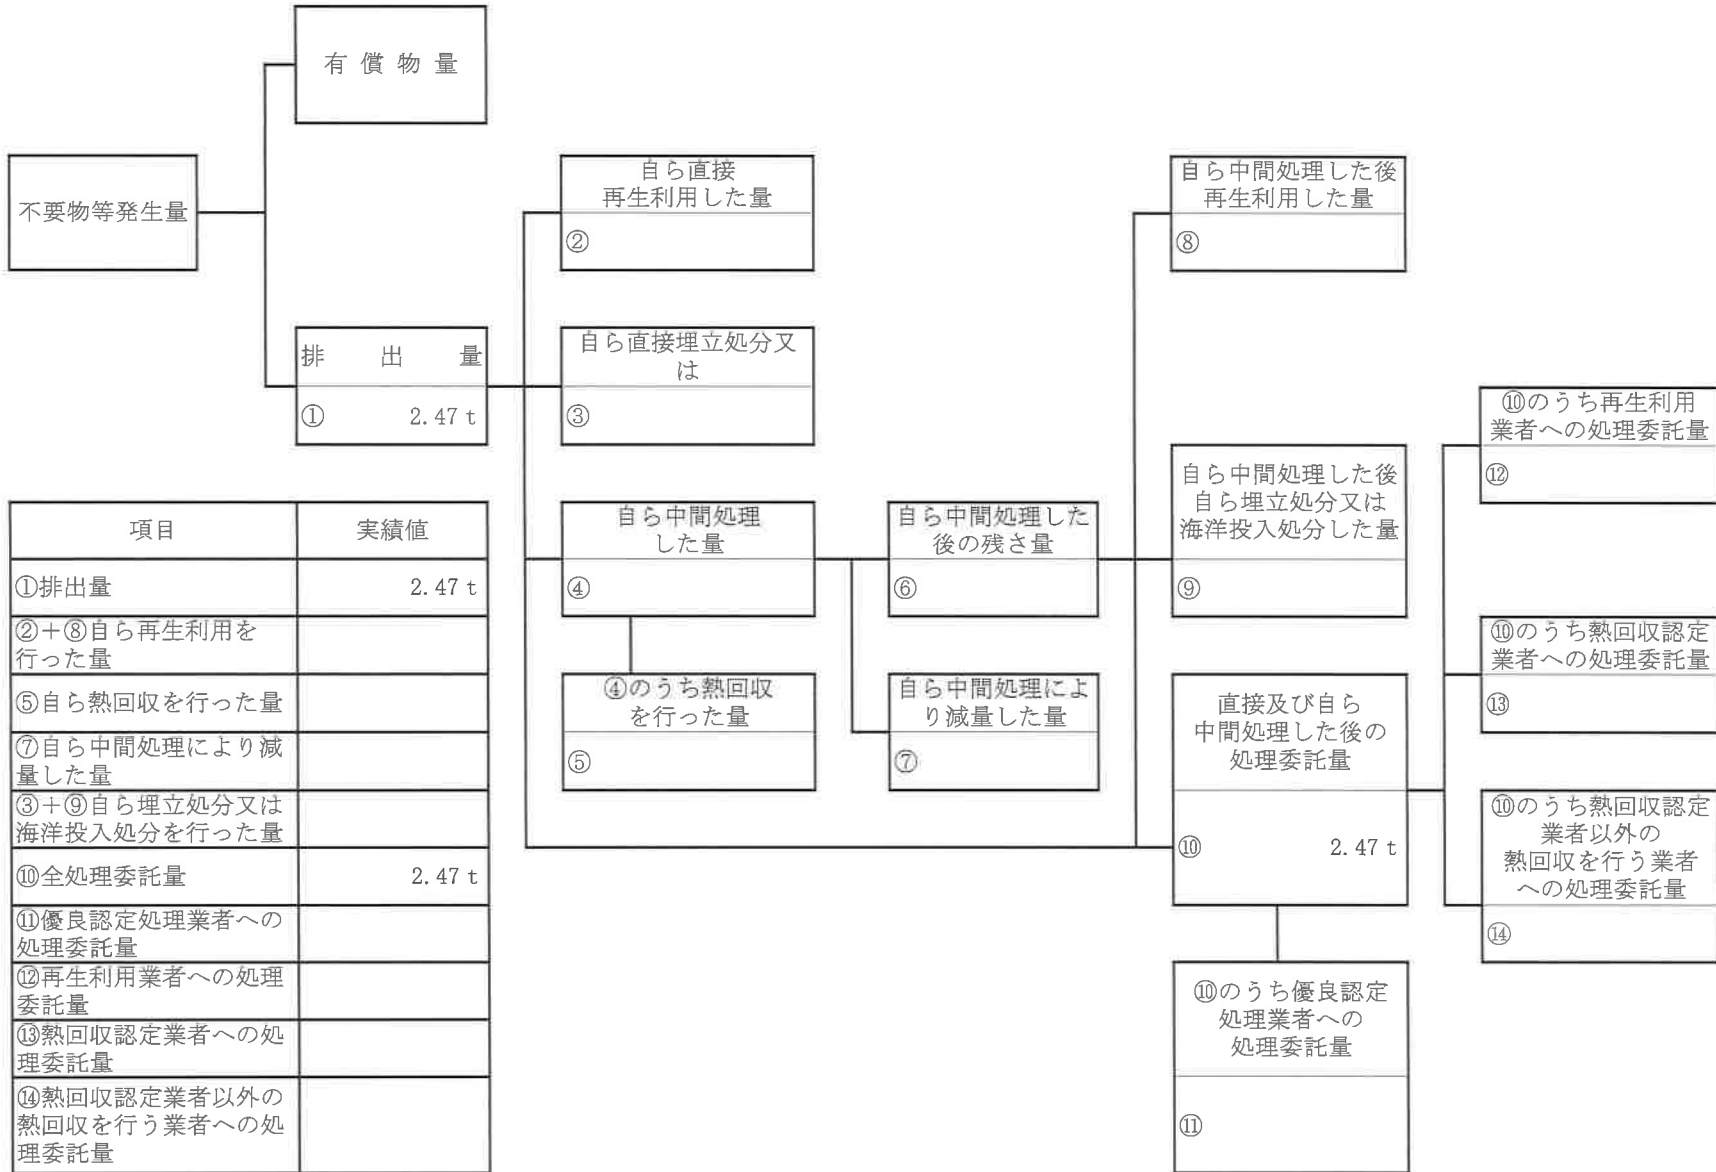 有償物量
不要物等発生量
排出量
① 2.47 t
自ら直接
再生利用した量
②
自ら直接埋立処分又
は
③
自ら中間処理
した量
④
④のうち熱回収
を行った量
⑤
自ら中間処理した
後の残さ量
⑥
自ら中間処理によ
り減量した量
⑦
自ら中間処理した後
再生利用した量
⑧
自ら中間処理した後
自ら埋立処分又は
海洋投入処分した量
⑨
直接及び自ら
中間処理した後の
処理委託量
⑩ 2.47 t
⑩のうち優良認定
処理業者への
処理委託量
⑪
⑩のうち再生利用
業者への処理委託量
⑫
⑩のうち熱回収認定
業者への処理委託量
⑬
⑩のうち熱回収認定
業者以外の
熱回収を行う業者
への処理委託量
⑭
項目 実績値
①排出量 2.47 t
②+⑧自ら再生利用を
行った量
⑤自ら熱回収を行った量
⑦自ら中間処理により減
量した量
③+⑨自ら埋立処分又は
海洋投入処分を行った量
⑩全処理委託量 2.47 t
⑪優良認定処理業者への
処理委託量
⑫再生利用業者への処理
委託量
⑬熱回収認定業者への処
理委託量
⑭熱回収認定業者以外の
熱回収を行う業者への処
理委託量